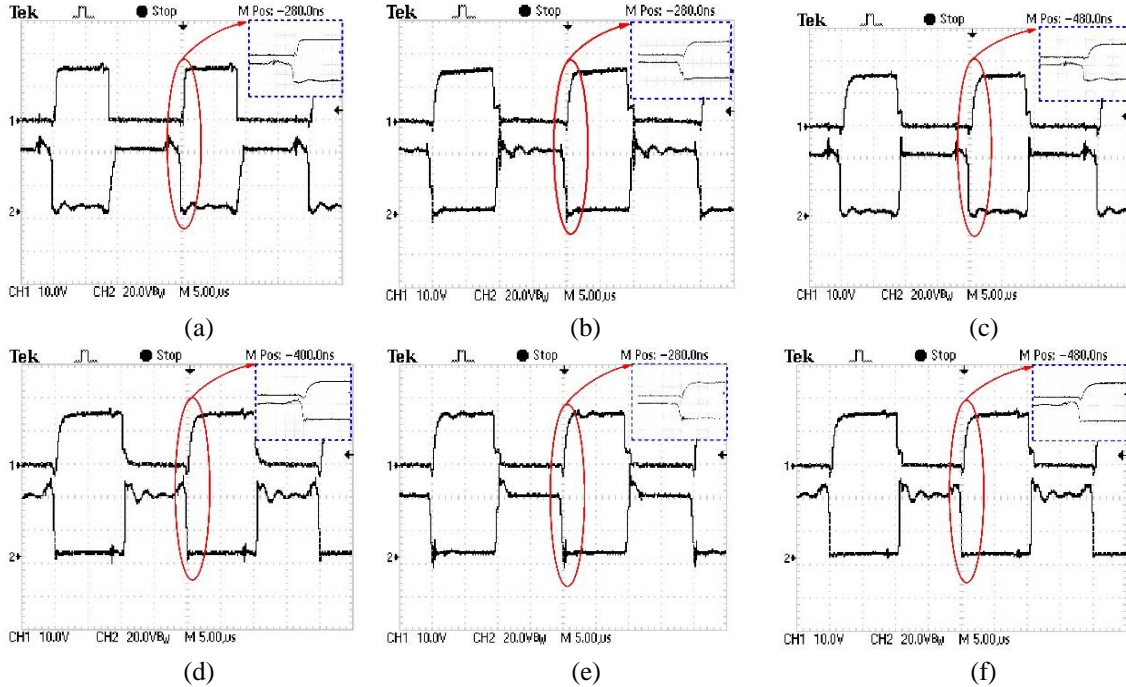 Tek Stop M Pos: -280.0ns
1
2
CH1 10.0V CH2 20.0VBW M 5.00µs
(a)
Tek Stop M Pos: -280.0ns
1
2
CH1 10.0V CH2 20.0VBW M 5.00µs
(b)
Tek Stop M Pos: -480.0ns
1
2
CH1 10.0V CH2 20.0VBW M 5.00µs
(c)
Tek Stop M Pos: -400.0ns
1
2
CH1 10.0V CH2 20.0VBW M 5.00µs
(d)
Tek Stop M Pos: -280.0ns
1
2
CH1 10.0V CH2 20.0VBW M 5.00µs
(e)
Tek Stop M Pos: -480.0ns
1
2
CH1 10.0V CH2 20.0VBW M 5.00µs
(f)